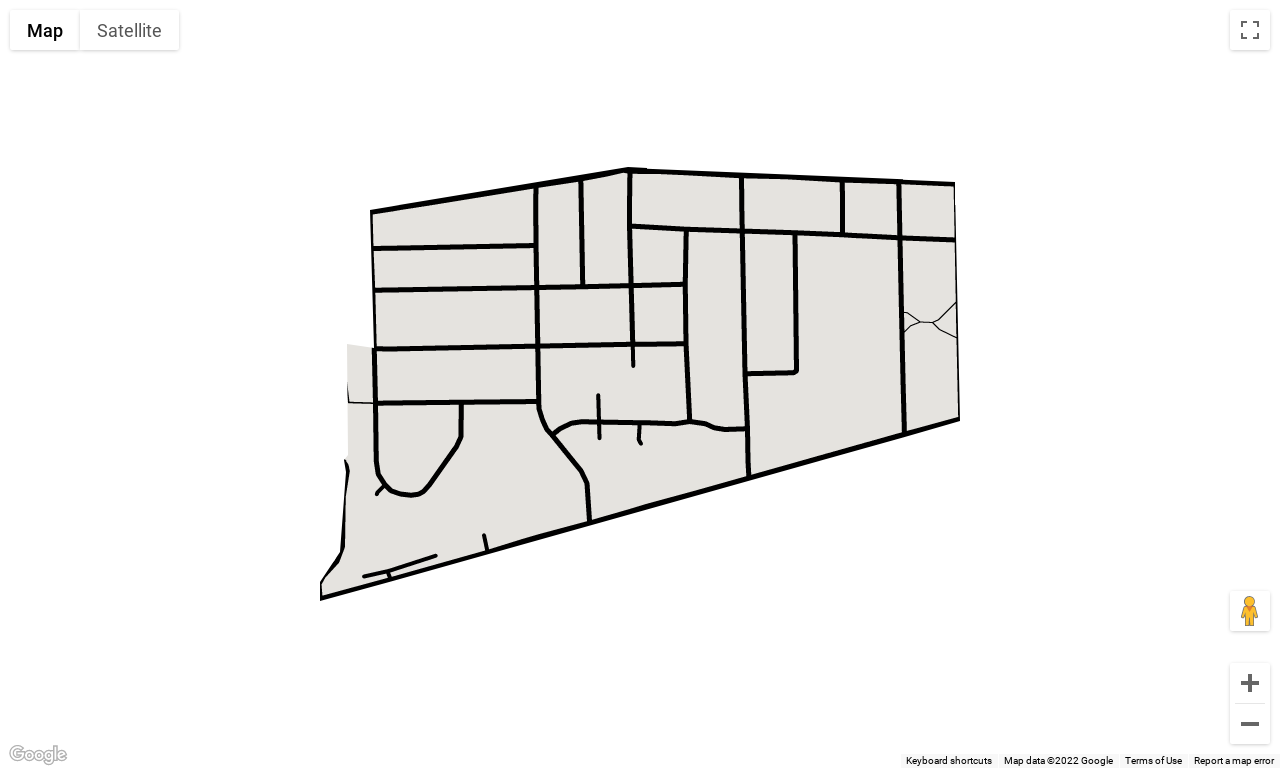 Map Satellite
Google
Keyboard shortcuts Map data ©2022 Google Terms of Use Report a map error